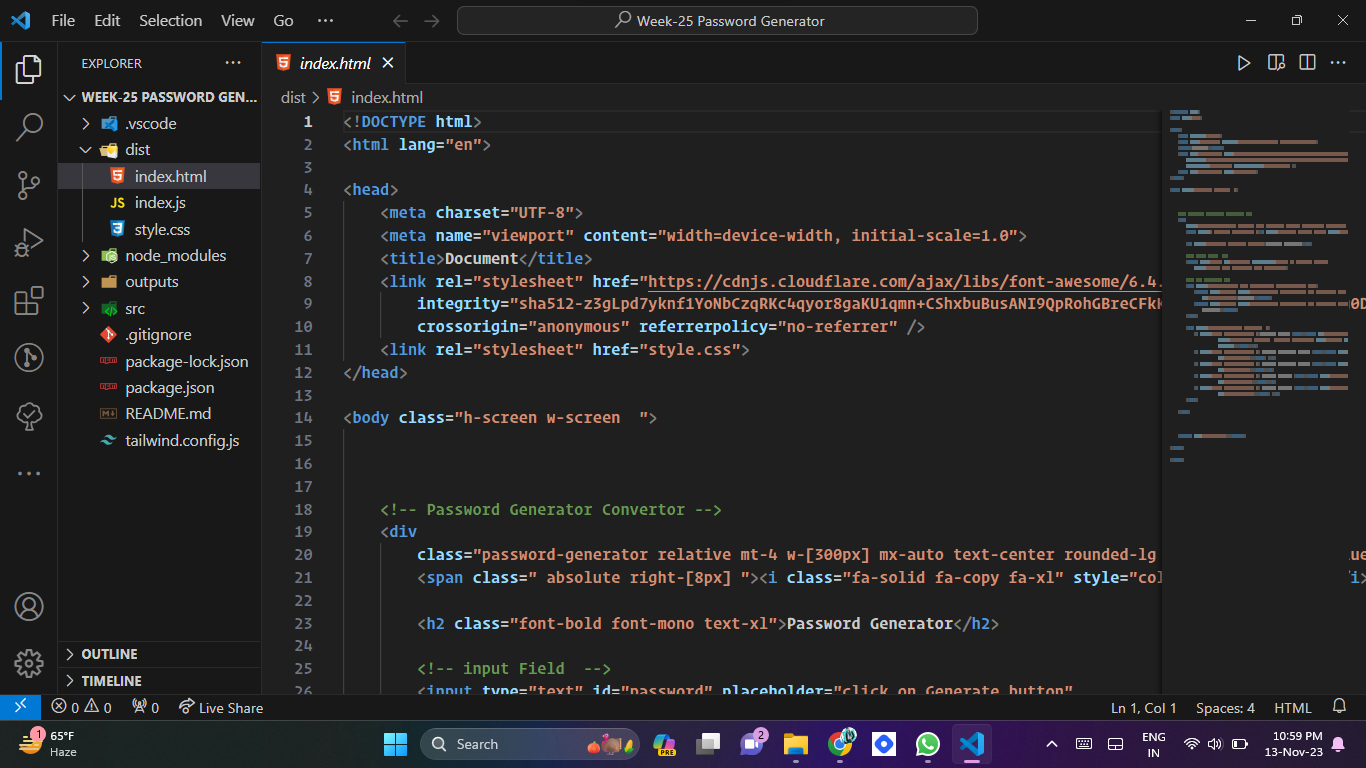 File Edit Selection View Go ···
Week-25 Password Generator
EXPLORER ···
WEEK-25 PASSWORD GEN...
.vscode
dist
index.html
JS index.js
style.css
node_modules
outputs
src
.gitignore
package-lock.json
package.json
README.md
tailwind.config.js
OUTLINE
TIMELINE
index.html
dist > index.html
1 <!DOCTYPE html>
2 <html lang="en">
3
4 <head>
5 <meta charset="UTF-8">
6 <meta name="viewport" content="width=device-width, initial-scale=1.0">
7 <title>Document</title>
8 <link rel="stylesheet" href="https://cdnjs.cloudflare.com/ajax/libs/font-awesome/6.4.
9 integrity="sha512-z3gLpd7yknf1YoNbCzqRKc4qyor8gaKU1qmn+CShxbuBusANI9QpRohGBreCFkK
10 crossorigin="anonymous" referrerpolicy="no-referrer" />
11 <link rel="stylesheet" href="style.css">
12 </head>
13
14 <body class="h-screen w-screen  ">
15
16
17
18 <!-- Password Generator Convertor -->
19 <div
20 class="password-generator relative mt-4 w-[300px] mx-auto text-center rounded-lg
21 <span class=" absolute right-[8px] "><i class="fa-solid fa-copy fa-xl" style="col
22
23 <h2 class="font-bold font-mono text-xl">Password Generator</h2>
24
25 <!-- input Field  -->
26 <input type="text" id="password" placeholder="click on Generate button"
0 0 0 Live Share Ln 1, Col 1 Spaces: 4 HTML
1 65°F
Haze
Search
PRE
2
ENG
IN
10:59 PM
13-Nov-23